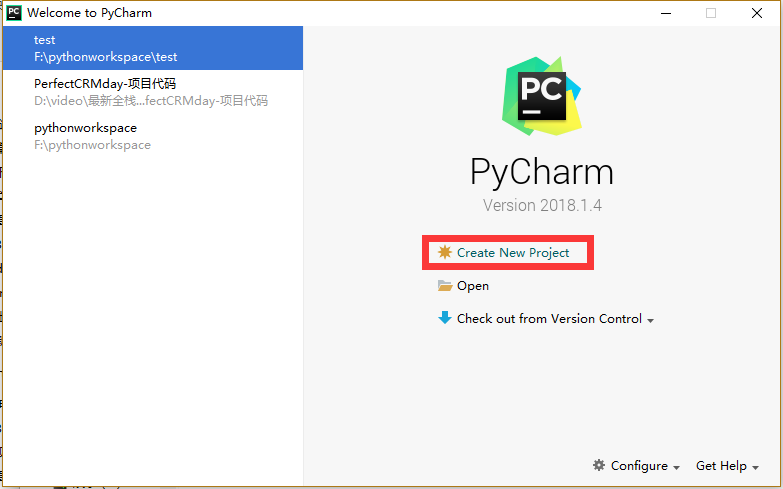 Welcome to PyCharm
test
F:\pythonworkspace\test
PerfectCRMday-项目代码
D:\video\最新全栈...fectCRMday-项目代码
pythonworkspace
F:\pythonworkspace
PC
PyCharm
Version 2018.1.4
Create New Project
Open
Check out from Version Control
Configure
Get Help